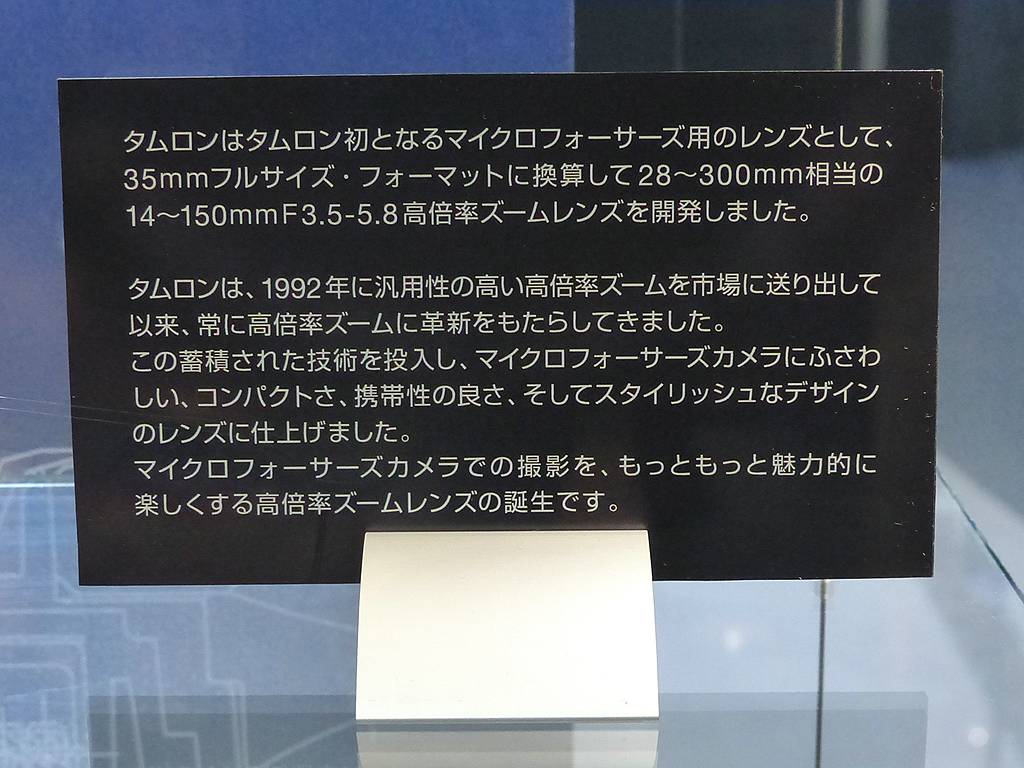 タムロンはタムロン初となるマイクロフォーサーズ用のレンズとして、
35mmフルサイズ・フォーマットに換算して28〜300mm相当の
14〜150mmF3.5-5.8高倍率ズームレンズを開発しました。
タムロンは、1992年に汎用性の高い高倍率ズームを市場に送り出して
以来、常に高倍率ズームに革新をもたらしてきました。
この蓄積された技術を投入し、マイクロフォーサーズカメラにふさわ
しい、コンパクトさ、携帯性の良さ、そしてスタイリッシュなデザイン
のレンズに仕上げました。
マイクロフォーサーズカメラでの撮影を、もっともっと魅力的に
楽しくする高倍率ズームレンズの誕生です。